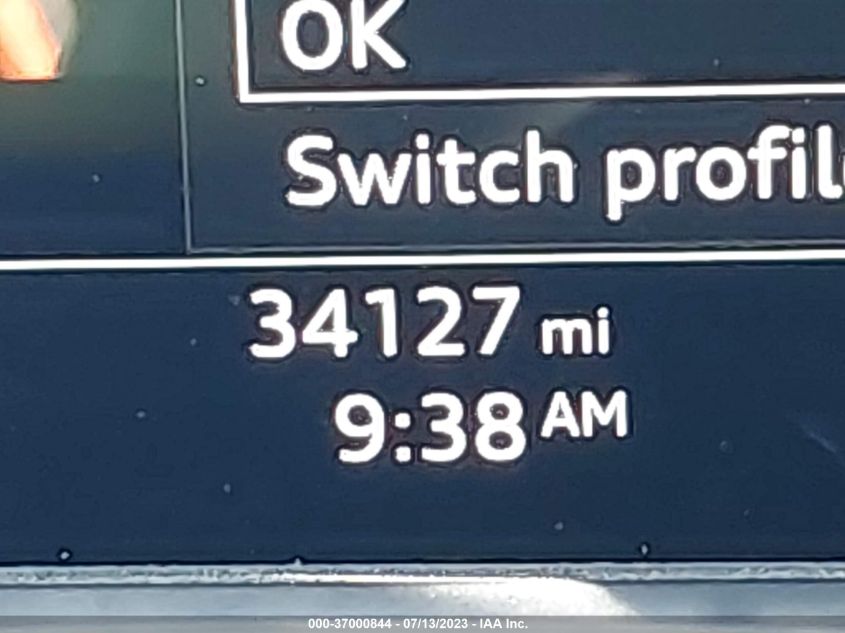 OK
Switch profil
34127 mi
9:38 AM
000-37000844 - 07/13/2023 - IAA Inc.